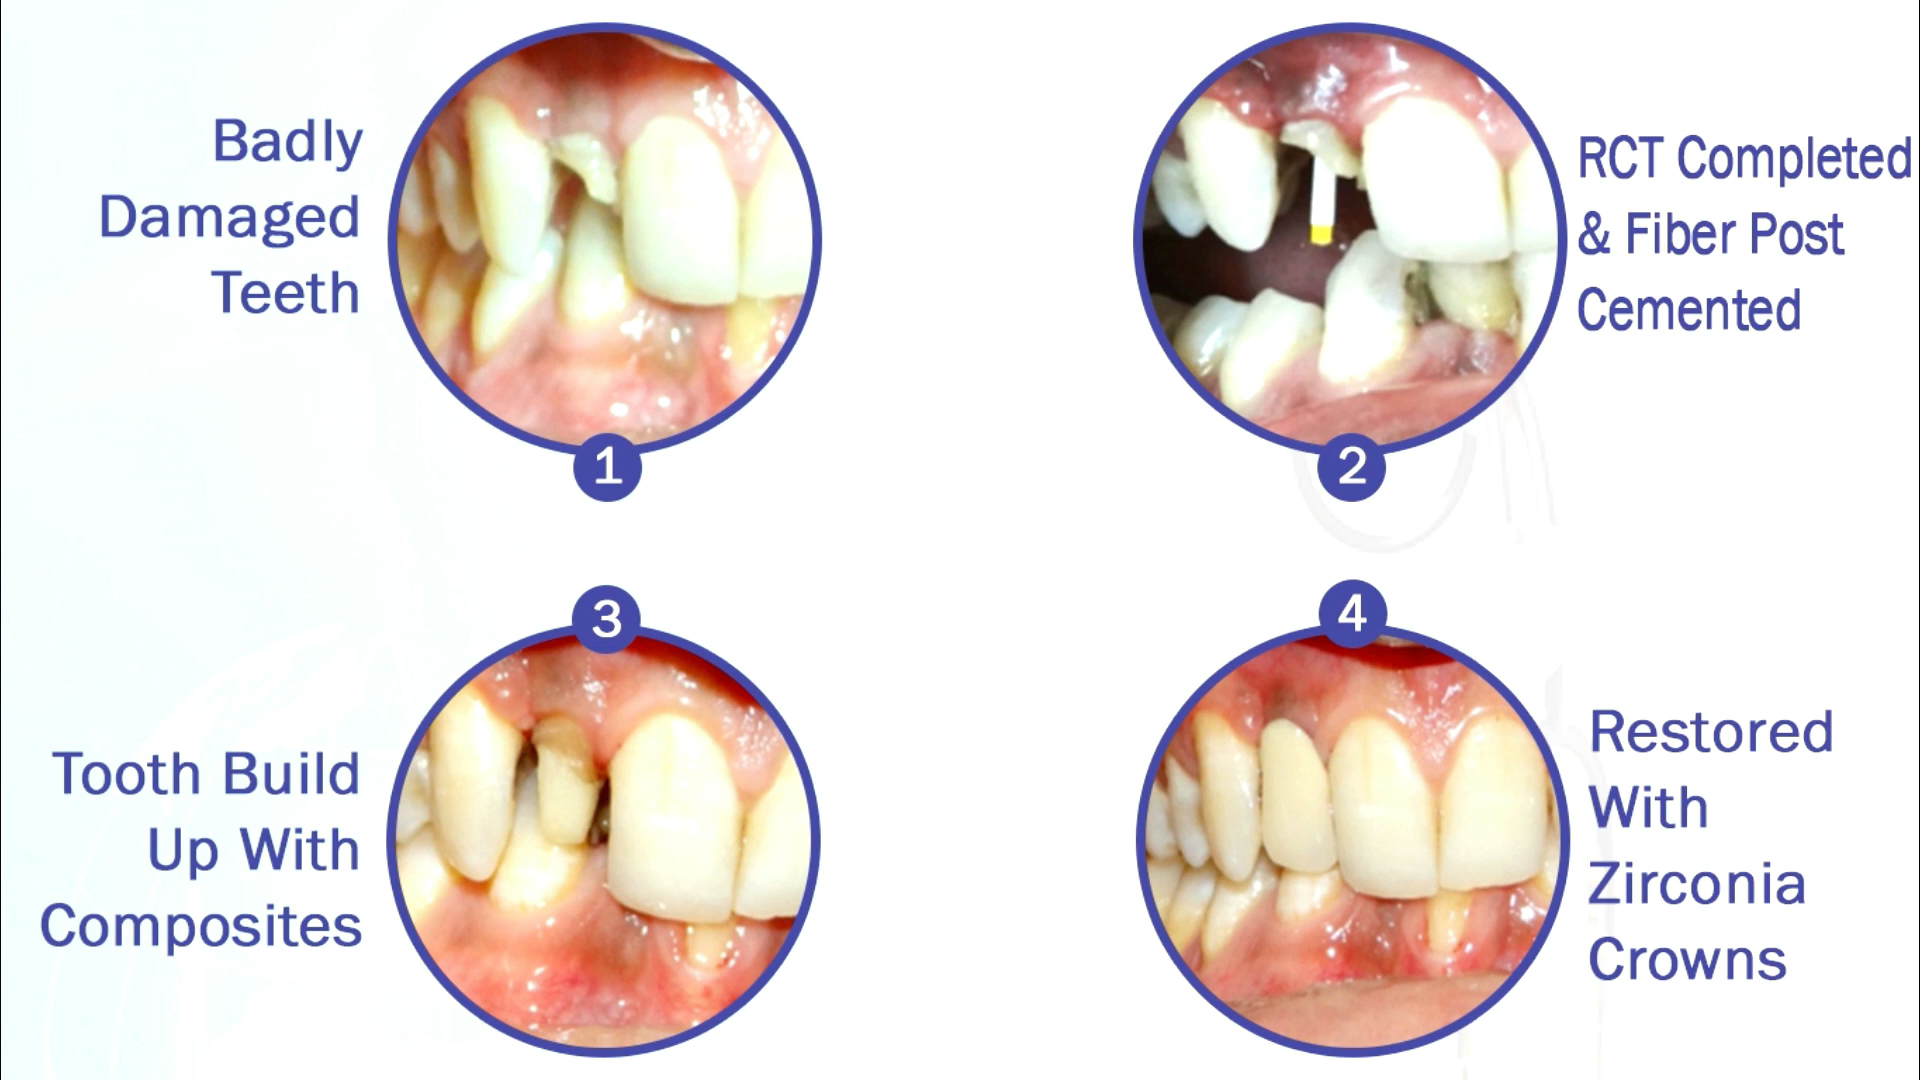 Badly
Damaged
Teeth
1
RCT Completed
& Fiber Post
Cemented
2
3
Tooth Build
Up With
Composites
4
Restored
With
Zirconia
Crowns